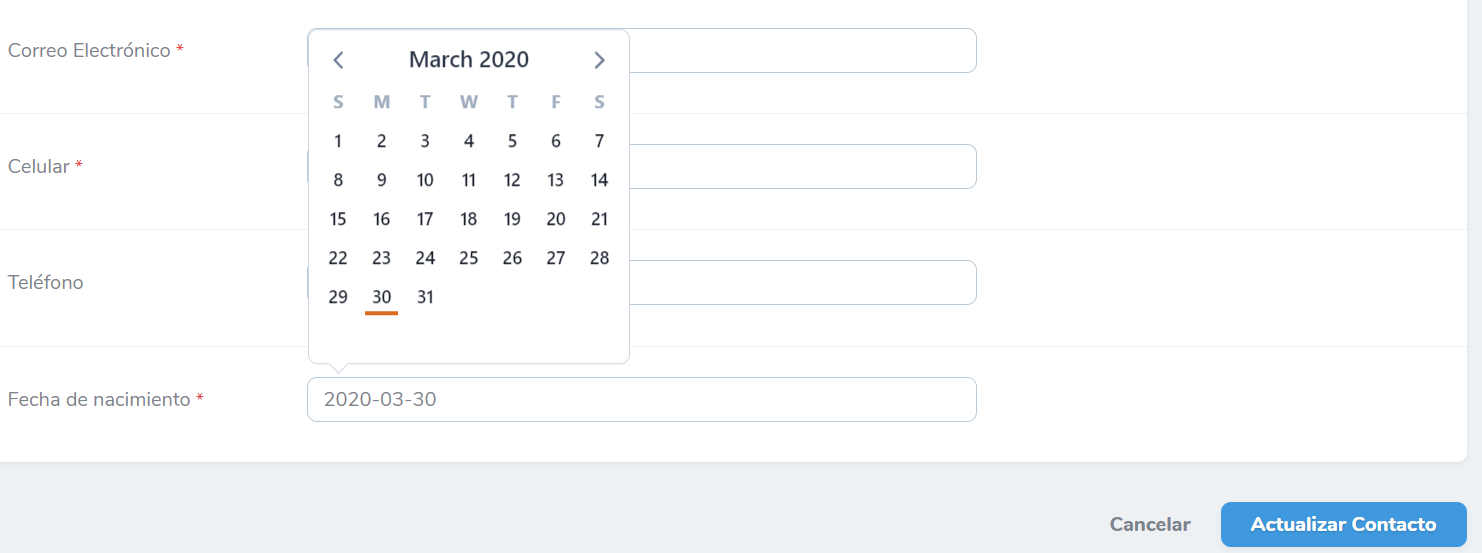 Correo Electrónico *
March 2020
S M T W T F S
1 2 3 4 5 6 7
Celular *
8 9 10 11 12 13 14
15 16 17 18 19 20 21
22 23 24 25 26 27 28
Teléfono
29 30 31
Fecha de nacimiento *
2020-03-30
Cancelar
Actualizar Contacto